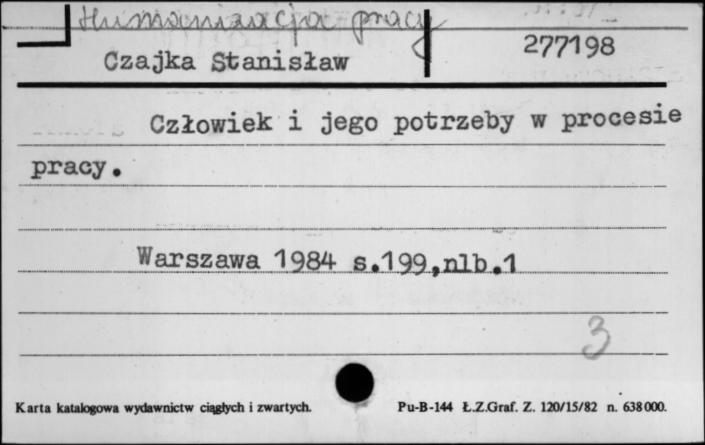 Humanizacja pracy
Czajka Stanisław 277198
Człowiek i jego potrzeby w procesie
pracy.
Warszawa 1984 s.199,nlb.1
3
Karta katalogowa wydawnictw ciągłych i zwartych. Pu-B-144 Ł.Z.Graf. Z. 120/15/82 n. 638000.